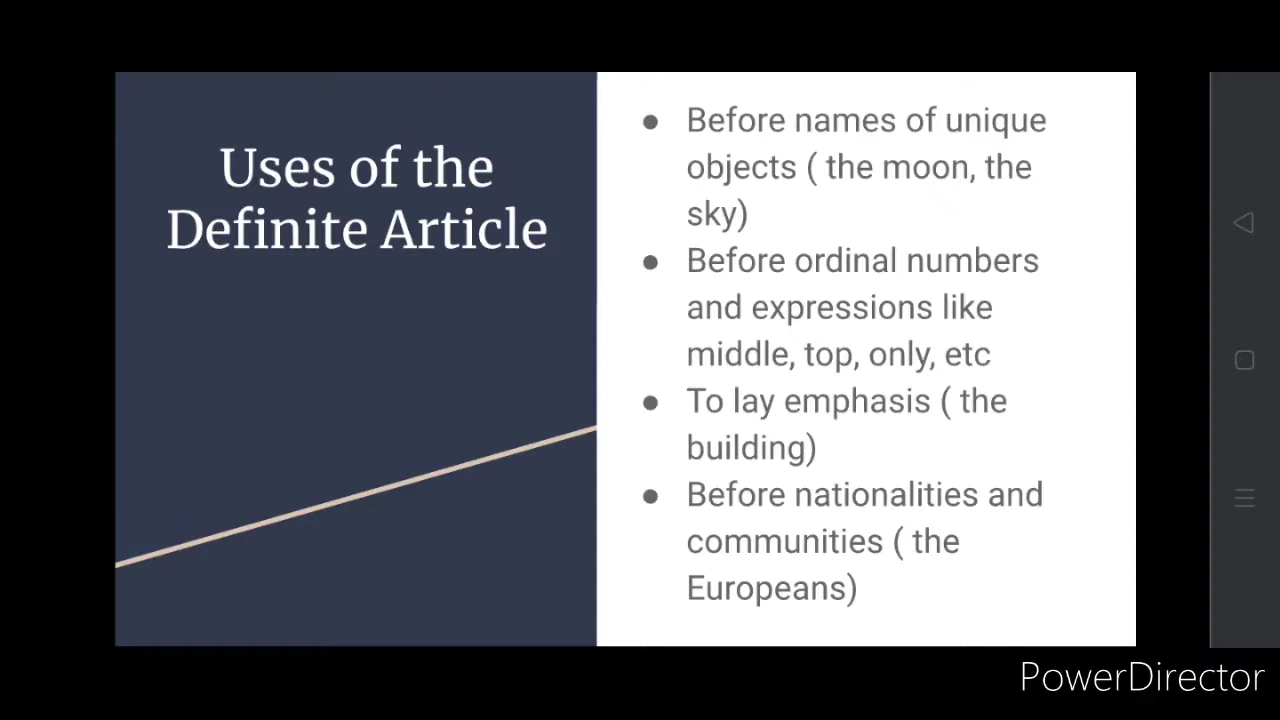 Uses of the
Definite Article
● Before names of unique
objects ( the moon, the
sky)
● Before ordinal numbers
and expressions like
middle, top, only, etc
● To lay emphasis ( the
building)
● Before nationalities and
communities ( the
Europeans)
PowerDirector